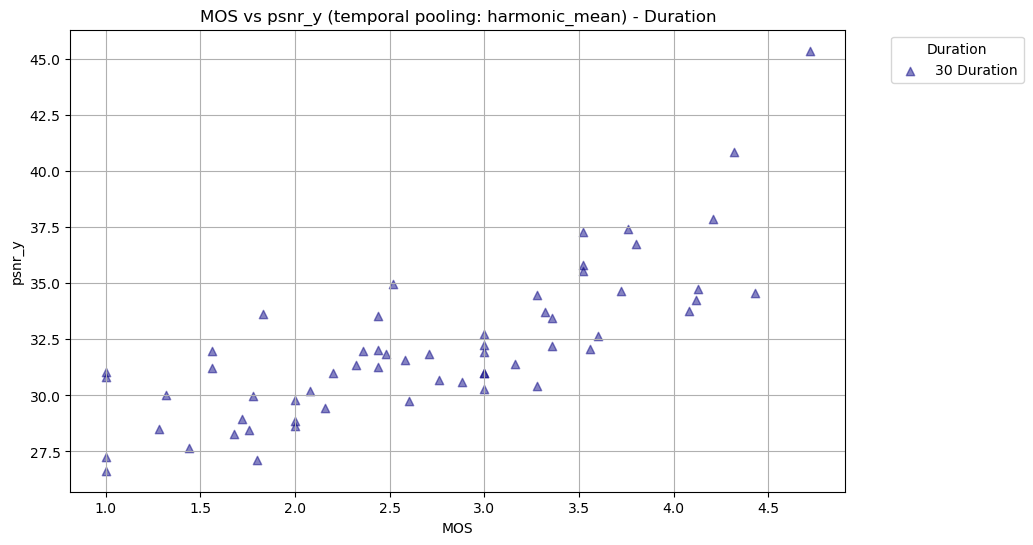 MOS vs psnr_y (temporal pooling: harmonic_mean) - Duration
Duration
30 Duration
psnr_y
45.0
42.5
40.0
37.5
35.0
32.5
30.0
27.5
1.0 1.5 2.0 2.5 3.0 3.5 4.0 4.5
MOS